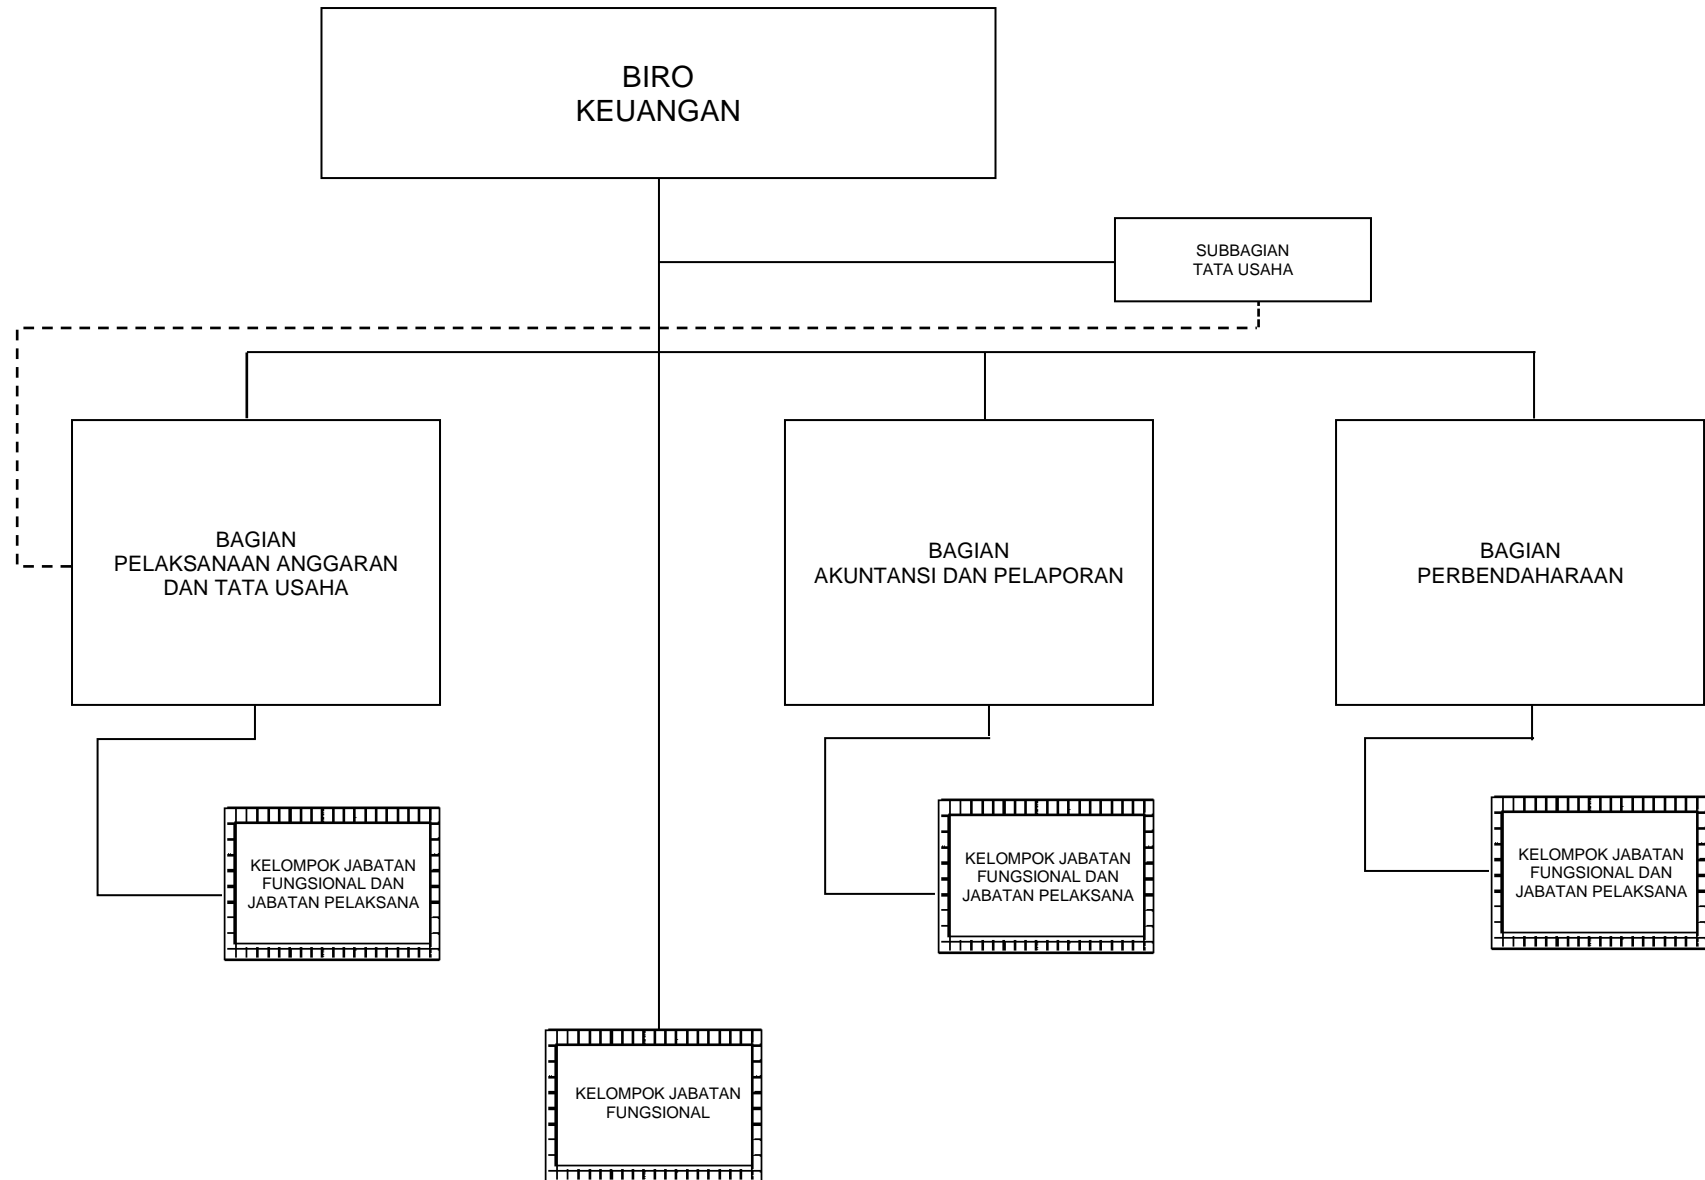 BIRO
KEUANGAN
SUBBAGIAN
TATA USAHA
BAGIAN
PELAKSANAAN ANGGARAN
DAN TATA USAHA
BAGIAN
AKUNTANSI DAN PELAPORAN
BAGIAN
PERBENDAHARAAN
KELOMPOK JABATAN
FUNGSIONAL DAN
JABATAN PELAKSANA
KELOMPOK JABATAN
FUNGSIONAL DAN
JABATAN PELAKSANA
KELOMPOK JABATAN
FUNGSIONAL DAN
JABATAN PELAKSANA
KELOMPOK JABATAN
FUNGSIONAL